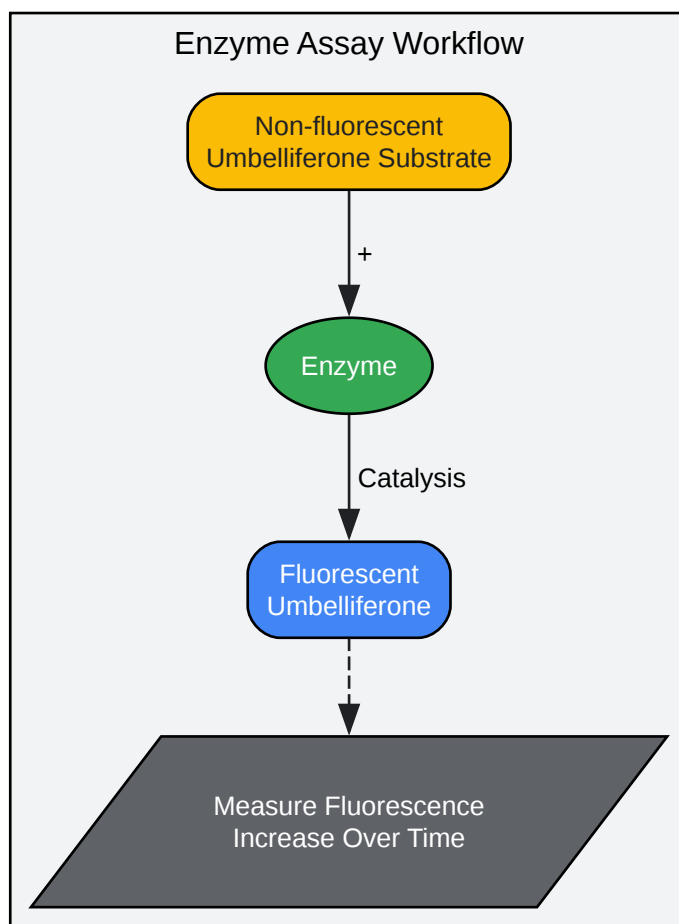 Enzyme Assay Workflow
Non-fluorescent
Umbelliferone Substrate
+
Enzyme
Catalysis
Fluorescent
Umbelliferone
Measure Fluorescence
Increase Over Time